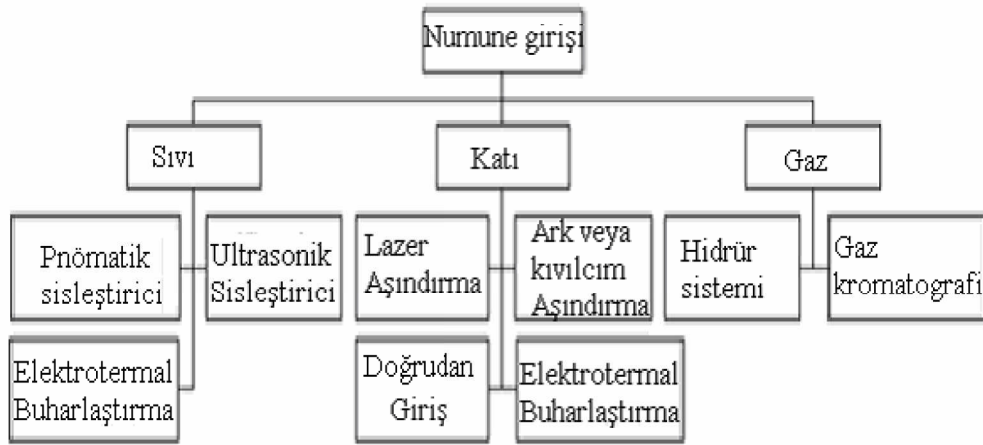 Numune girişi
Sıvı
Katı
Gaz
Pnömatik
sisleştirici
Ultrasonik
Sisleştirici
Lazer
Aşındırma
Ark veya
kıvılcım
Aşındırma
Hidrür
sistemi
Gaz
kromatografi
Elektrotermal
Buharlaştırma
Doğrudan
Giriş
Elektrotermal
Buharlaştırma